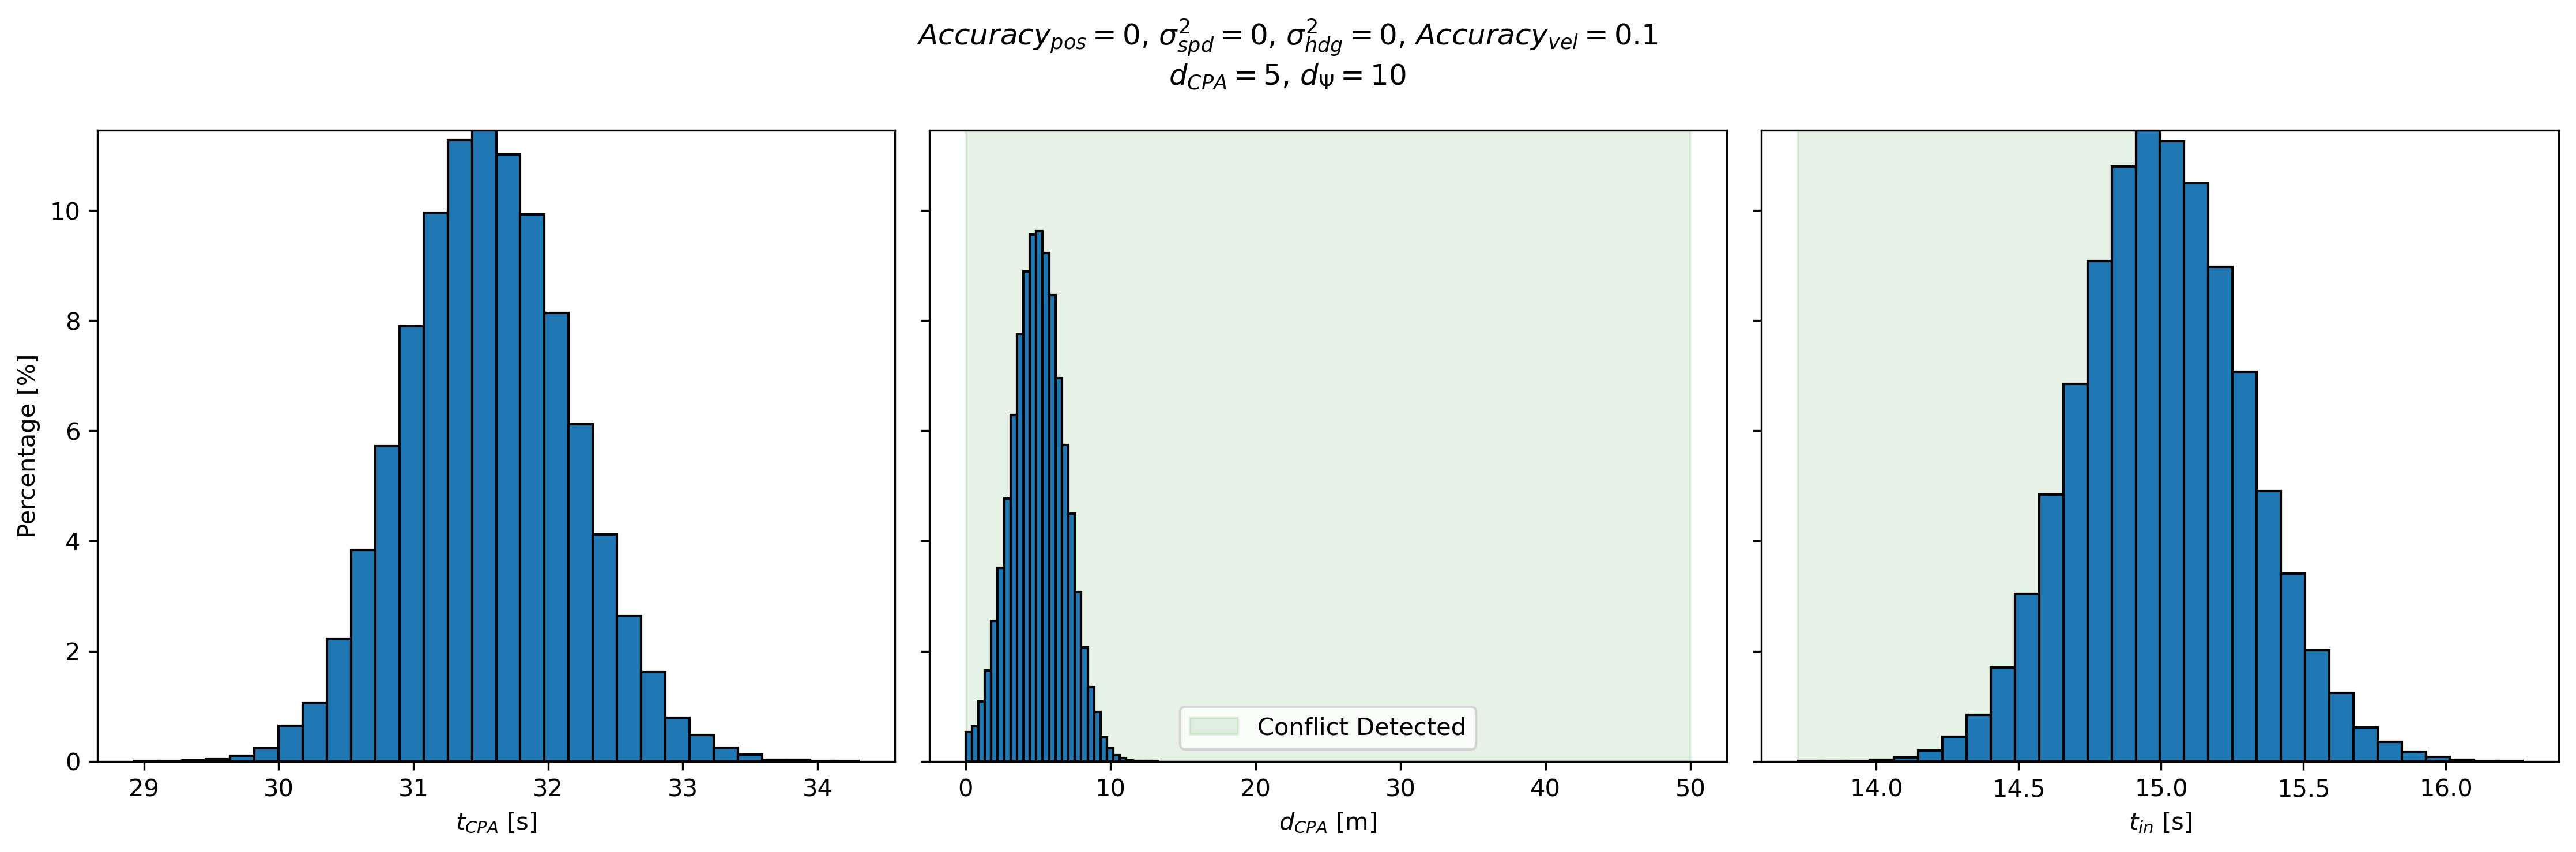 Accuracy_pos = 0, σ²_spd = 0, σ²_hdg = 0, Accuracy_vel = 0.1
d_CPA = 5, d_Ψ = 10
Percentage [%]
10
8
6
4
2
0
29 30 31 32 33 34
t_CPA [s]
Conflict Detected
0 10 20 30 40 50
d_CPA [m]
14.0 14.5 15.0 15.5 16.0
t_in [s]